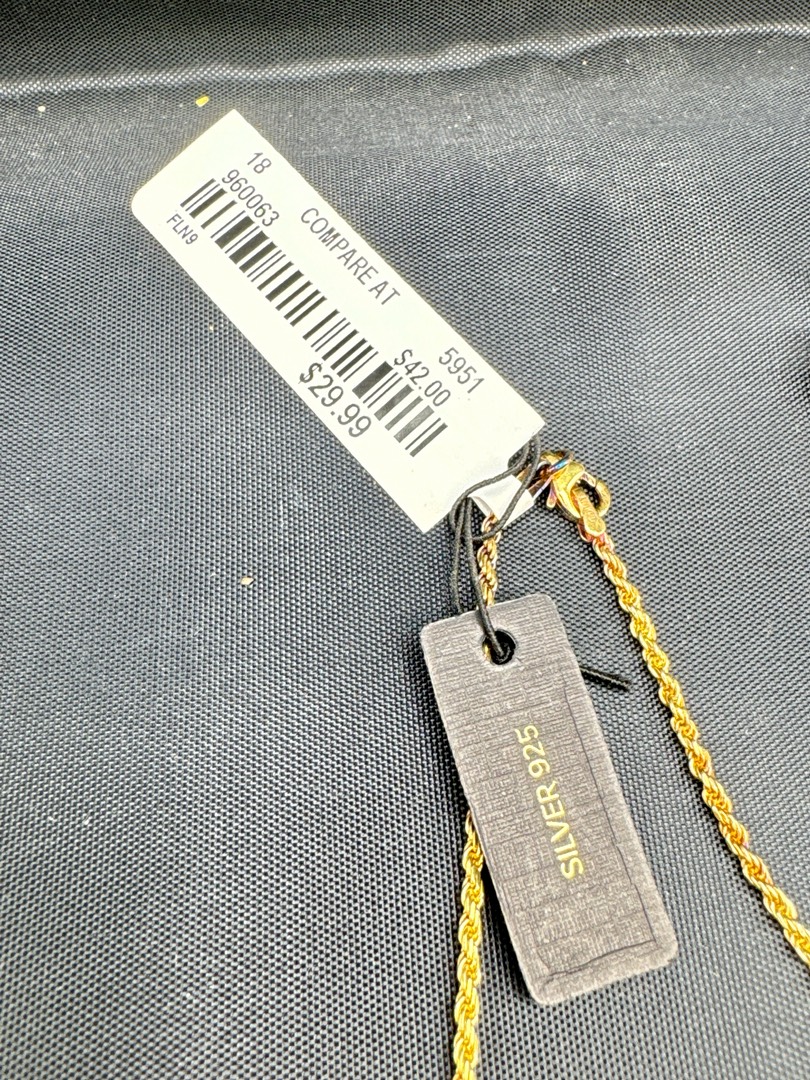 18
960063
COMPARE AT
5951
FLN9
$42.00
$29.99
SILVER 925